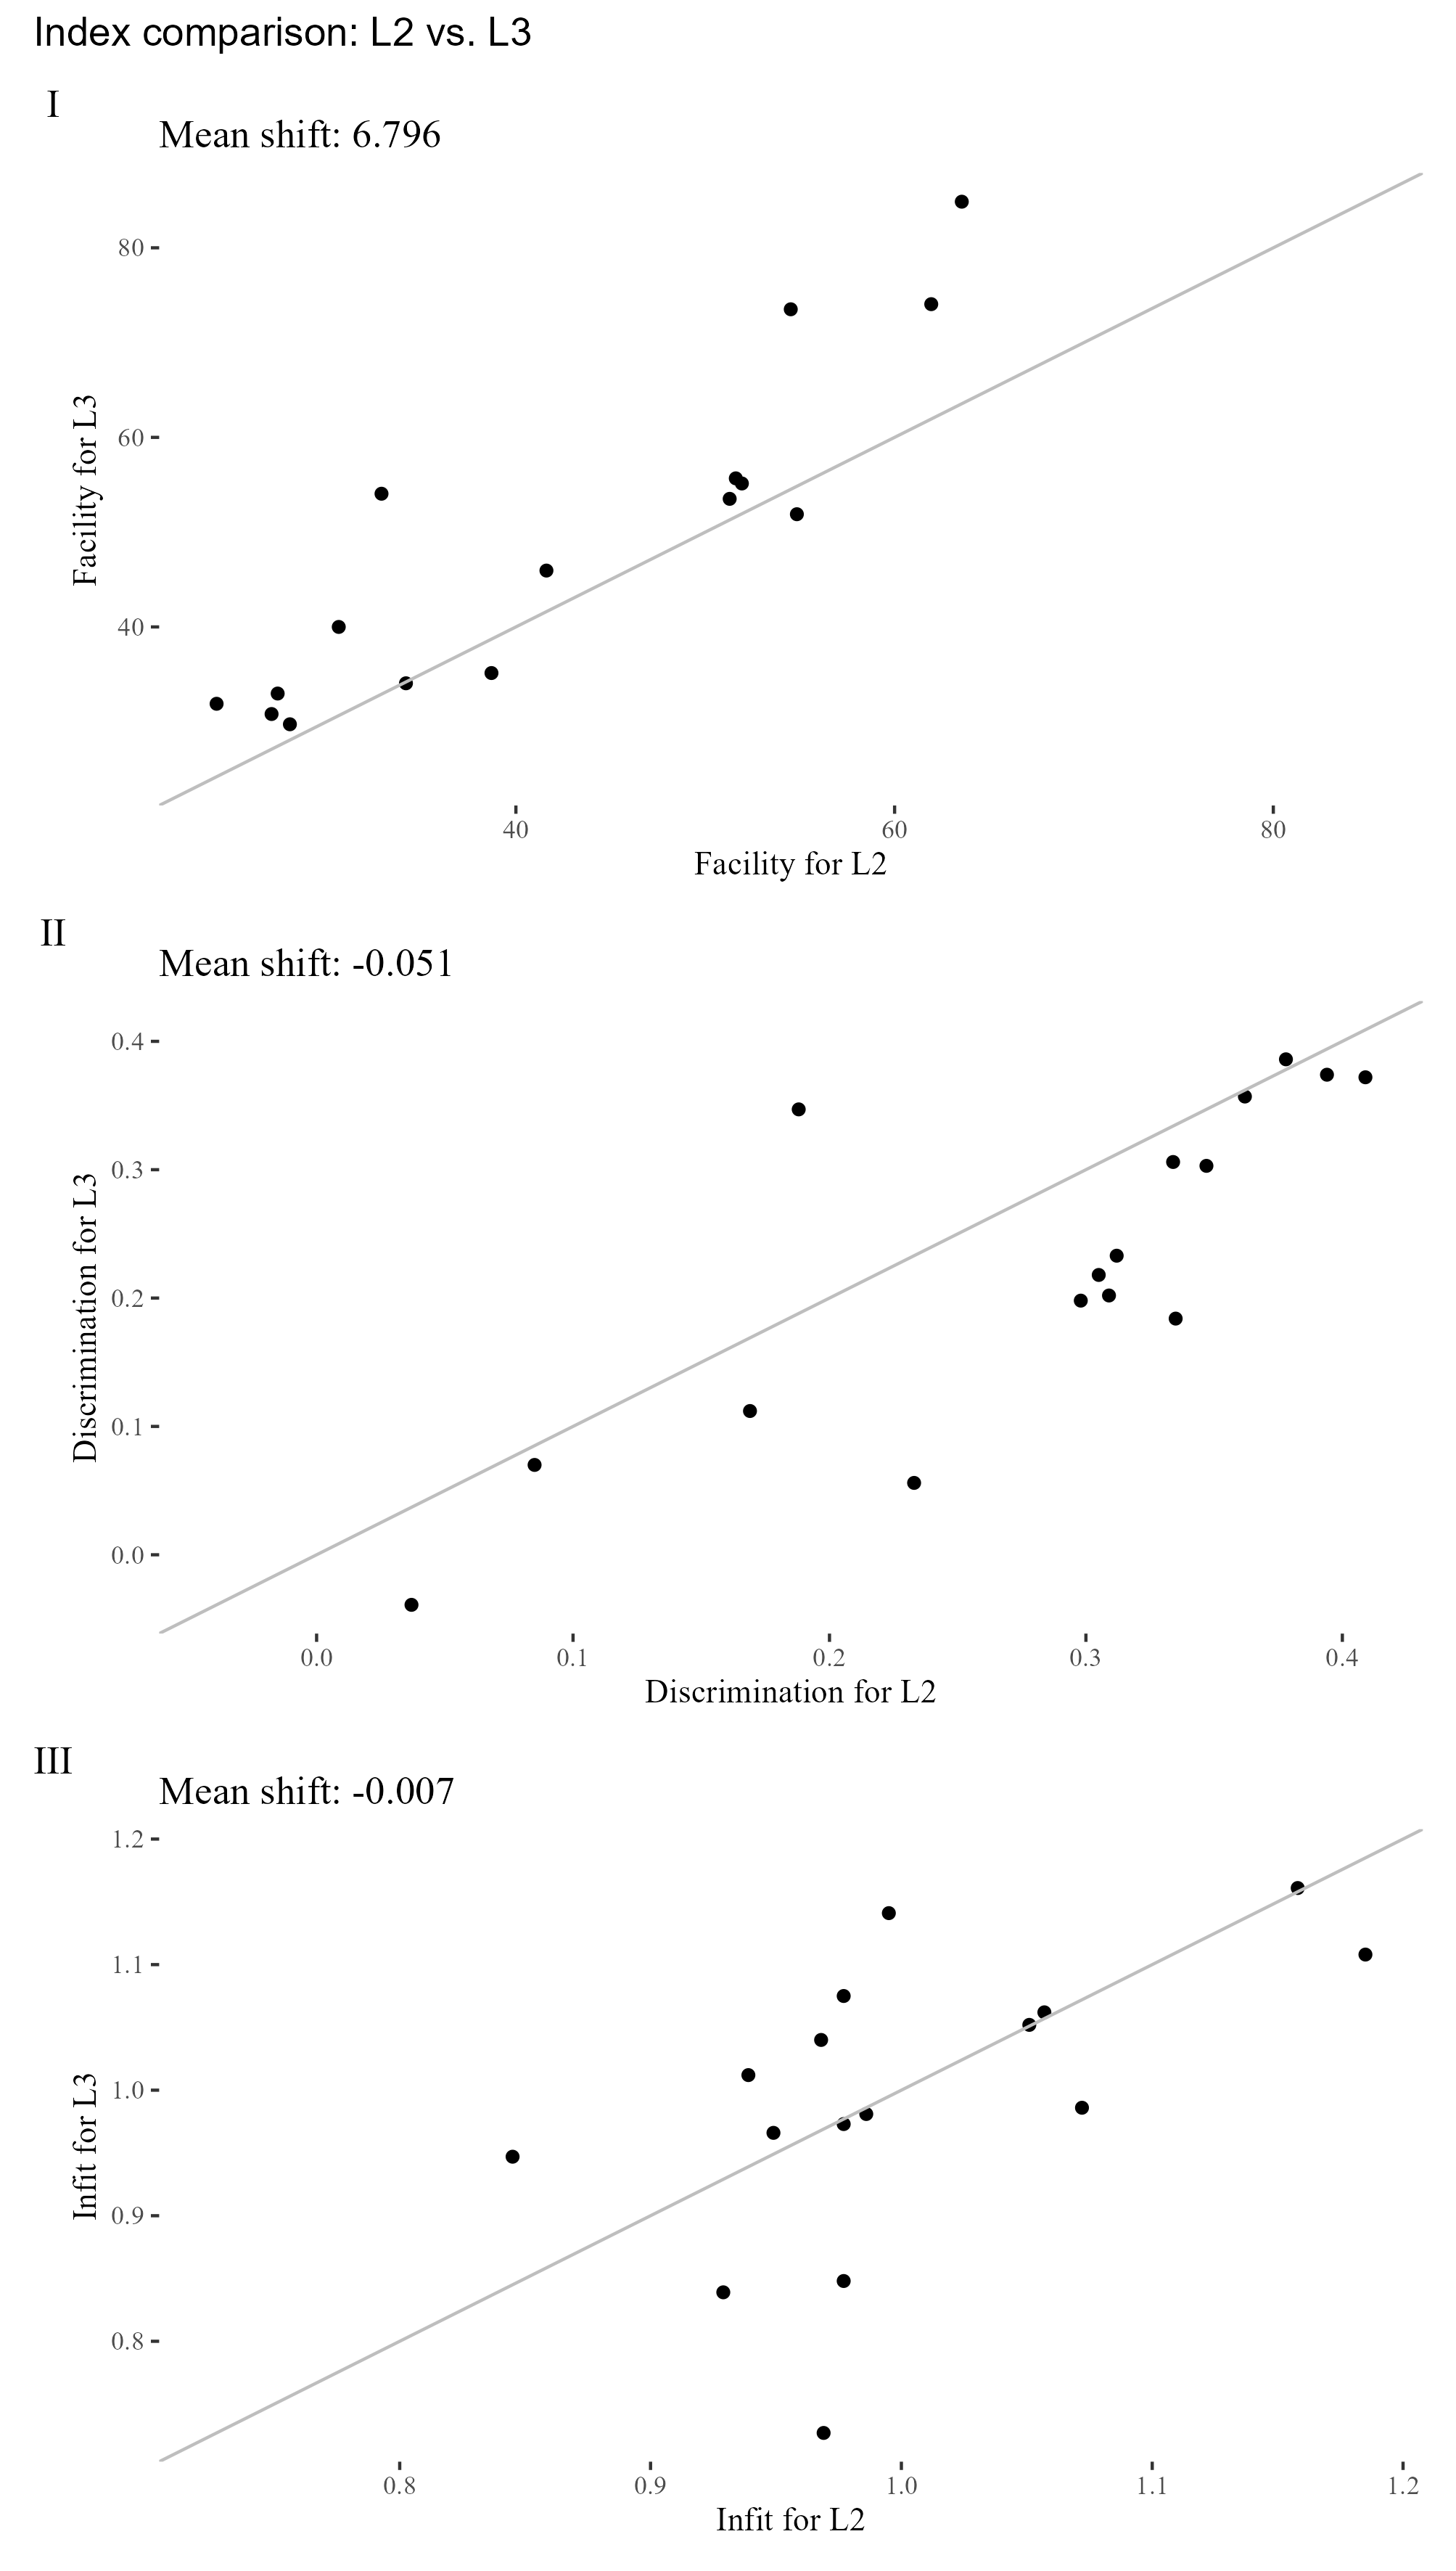 Index comparison: L2 vs. L3
I
Mean shift: 6.796
80
60
40
Facility for L3
40 60 80
Facility for L2
II
Mean shift: -0.051
0.4
0.3
0.2
0.1
0.0
Discrimination for L3
0.0 0.1 0.2 0.3 0.4
Discrimination for L2
III
Mean shift: -0.007
1.2
1.1
1.0
0.9
0.8
Infit for L3
0.8 0.9 1.0 1.1 1.2
Infit for L2